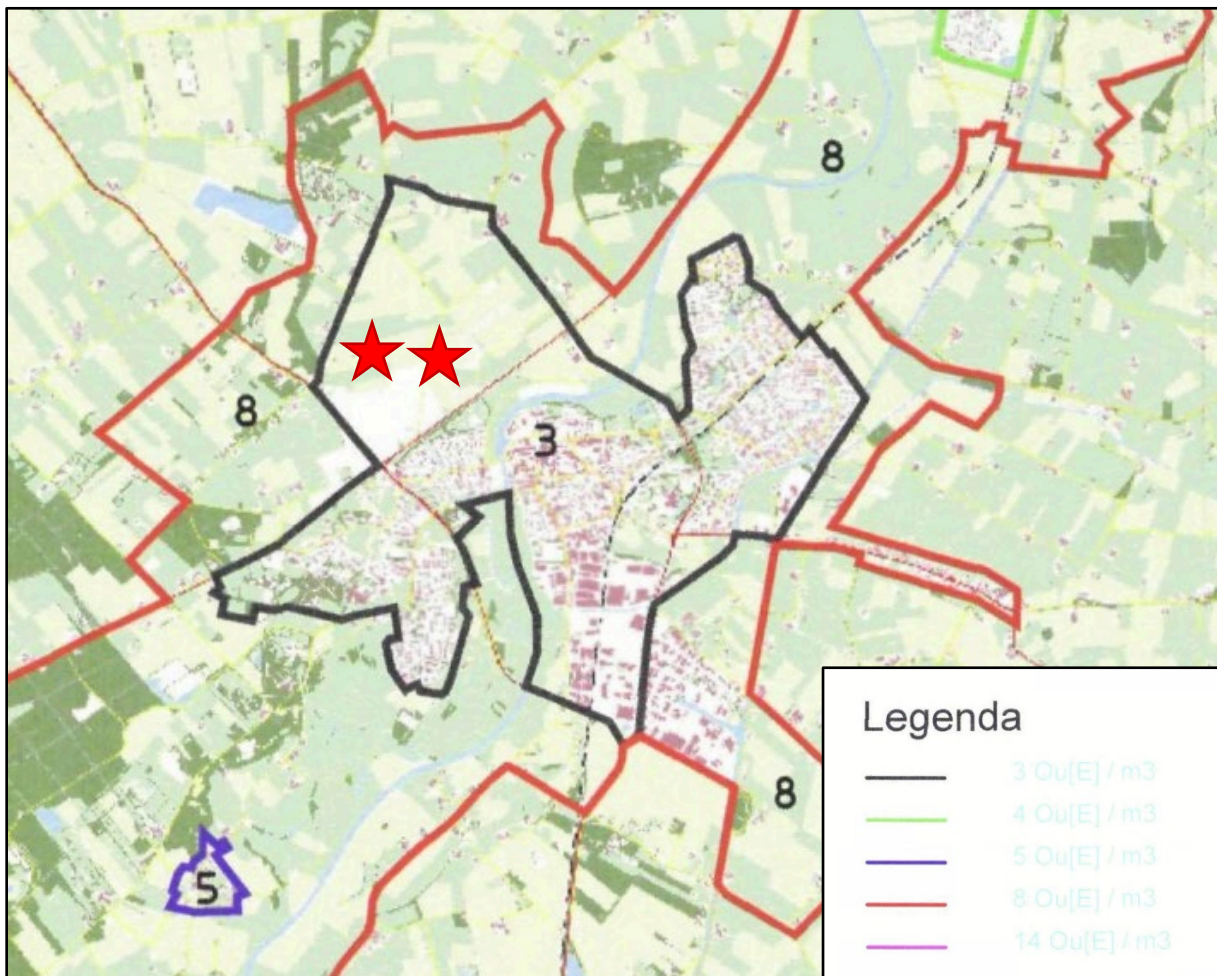 8
8
3
8
5
Legenda
3 Ou[E] / m3
4 Ou[E] / m3
5 Ou[E] / m3
8 Ou[E] / m3
14 Ou[E] / m3